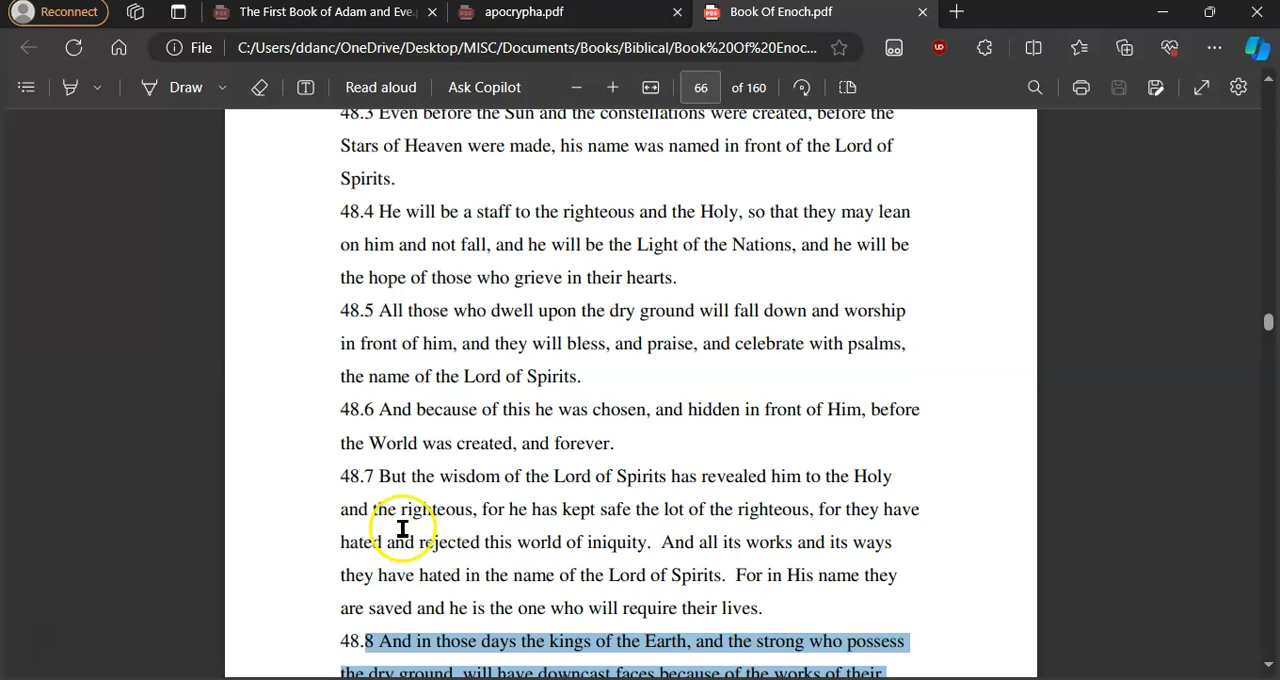 Reconnect
The First Book of Adam and Eve.
apocrypha.pdf
Book Of Enoch.pdf
File
C:/Users/ddanc/OneDrive/Desktop/MISC/Documents/Books/Biblical/Book%20Of%20Enoc...
Draw
Read aloud
Ask Copilot
66 of 160
48.3 Even before the Sun and the constellations were created, before the
Stars of Heaven were made, his name was named in front of the Lord of
Spirits.
48.4 He will be a staff to the righteous and the Holy, so that they may lean
on him and not fall, and he will be the Light of the Nations, and he will be
the hope of those who grieve in their hearts.
48.5 All those who dwell upon the dry ground will fall down and worship
in front of him, and they will bless, and praise, and celebrate with psalms,
the name of the Lord of Spirits.
48.6 And because of this he was chosen, and hidden in front of Him, before
the World was created, and forever.
48.7 But the wisdom of the Lord of Spirits has revealed him to the Holy
and the righteous, for he has kept safe the lot of the righteous, for they have
hated and rejected this world of iniquity.  And all its works and its ways
they have hated in the name of the Lord of Spirits.  For in His name they
are saved and he is the one who will require their lives.
48.8 And in those days the kings of the Earth, and the strong who possess
the dry ground, will have downcast faces because of the works of their